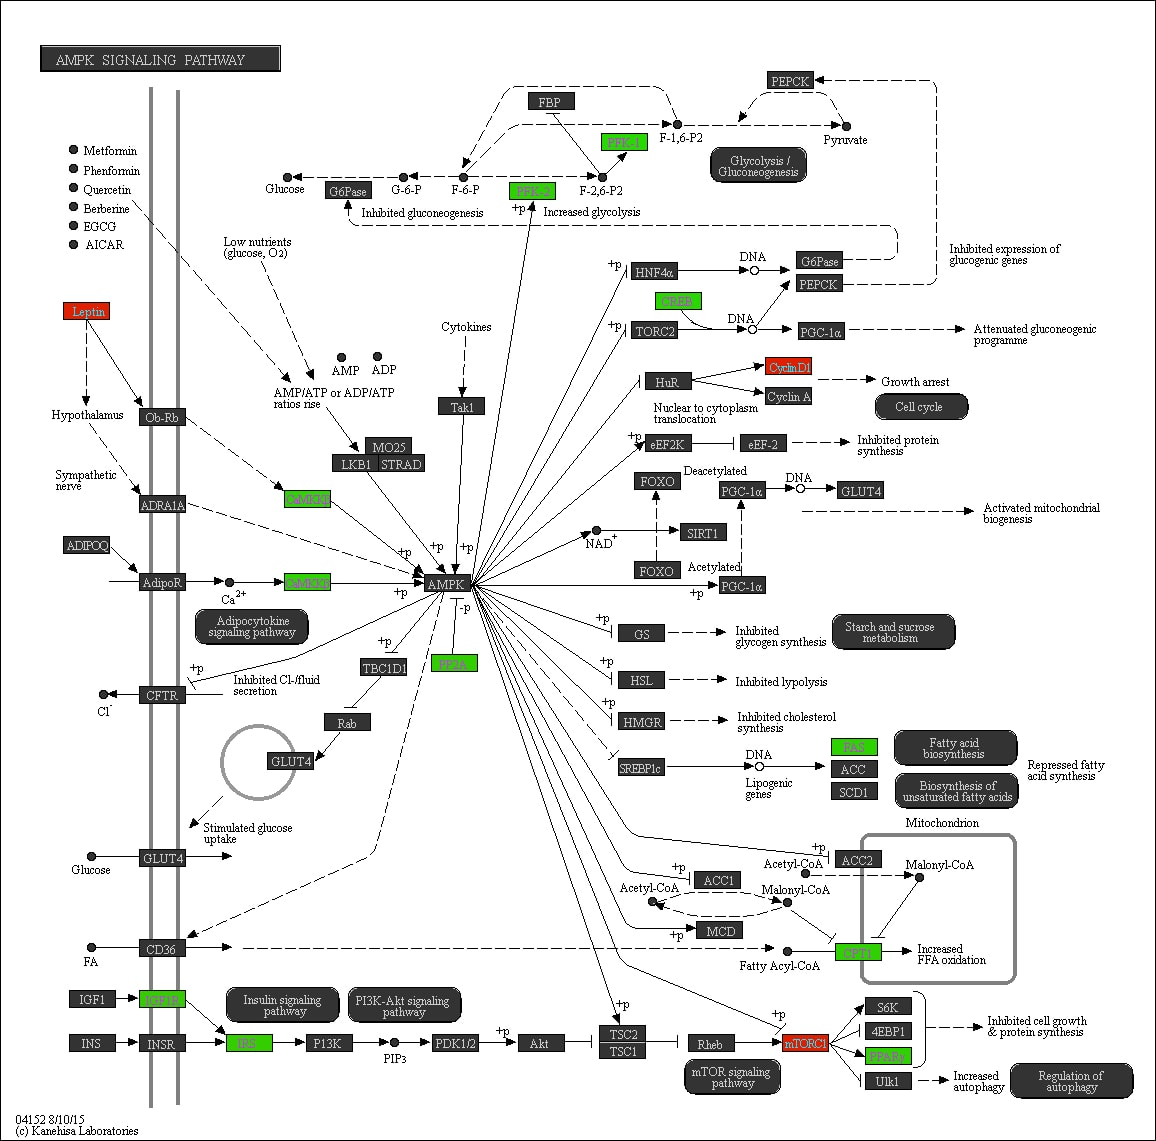 AMPK SIGNALING PATHWAY
Metformin
Phenformin
Quercetin
Berberine
EGCG
AICAR
FBP
PFK-1
PFK-2
F-1,6-P2
PEPCK
Pyruvate
Glycolysis /
Gluconeogenesis
Glucose
G6Pase
G-6-P
F-6-P
F-2,6-P2
+p
Inhibited gluconeogenesis
Increased glycolysis
Low nutrients
(glucose, O2)
Inhibited expression of
glucogenic genes
+p
HNF4α
DNA
G6Pase
PEPCK
CREB
+p
TORC2
DNA
PGC-1α
Attenuated gluconeogenic
programme
Leptin
Cytokines
AMP
ADP
AMP/ATP or ADP/ATP
ratios rise
HuR
CyclinD1
Cyclin A
Growth arrest
Cell cycle
Nuclear to cytoplasm
translocation
Hypothalamus
Ob-Rb
Tak1
+p
eEF2K
eEF-2
Inhibited protein
synthesis
MO25
LKB1
STRAD
Sympathetic
nerve
ADRA1A
CaMKKB
FOXO
Deacetylated
PGC-1α
DNA
GLUT4
Activated mitochondrial
biogenesis
NAD+
SIRT1
FOXO
Acetylated
PGC-1α
+p
ADIPOQ
AdipoR
Ca2+
CaMKKB
+p
+p
+p
+p
AMPK
-p
Adipocytokine
signaling pathway
+p
GS
Inhibited
glycogen synthesis
Starch and sucrose
metabolism
+p
TBC1D1
PP2A
+p
CFTR
Cl-
Inhibited Cl-/fluid
secretion
+p
HSL
Inhibited lypolysis
Rab
+p
HMGR
Inhibited cholesterol
synthesis
GLUT4
SREBP1c
DNA
Lipogenic
genes
FAS
ACC
SCD1
Fatty acid
biosynthesis
Biosynthesis of
unsaturated fatty acids
Repressed fatty
acid synthesis
Stimulated glucose
uptake
Mitochondrion
Glucose
GLUT4
+p
ACC2
Acetyl-CoA
Malonyl-CoA
+p
ACC1
Acetyl-CoA
Malonyl-CoA
MCD
+p
FA
CD36
Fatty Acyl-CoA
CPT1
Increased
FFA oxidation
IGF1
IGF1R
Insulin signaling
pathway
PI3K-Akt signaling
pathway
INS
INSR
IRS
P13K
PIP3
PDK1/2
+p
Akt
+p
TSC2
TSC1
Rheb
+p
mTORC1
S6K
4EBP1
PPARγ
Ulk1
Inhibited cell growth
& protein synthesis
mTOR signaling
pathway
Increased
autophagy
Regulation of
autophagy
04152 8/10/15
(c) Kanehisa Laboratories